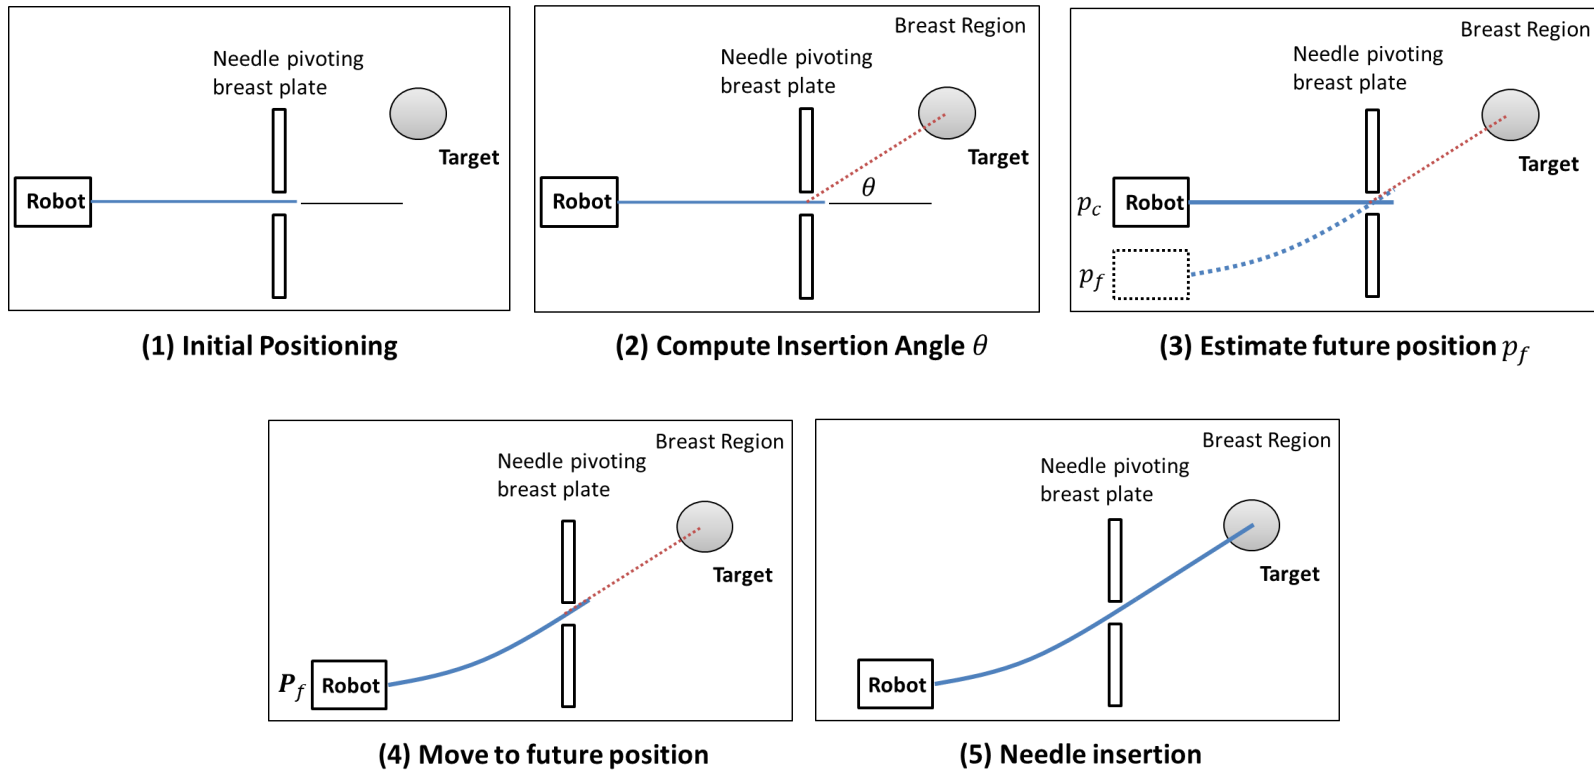 Needle pivoting
breast plate
Target
Robot
(1) Initial Positioning
Breast Region
Needle pivoting
breast plate
Target
Robot
θ
(2) Compute Insertion Angle θ
Breast Region
Needle pivoting
breast plate
Target
p_c
Robot
p_f
(3) Estimate future position p_f
Breast Region
Needle pivoting
breast plate
Target
P_f Robot
(4) Move to future position
Breast Region
Needle pivoting
breast plate
Target
Robot
(5) Needle insertion